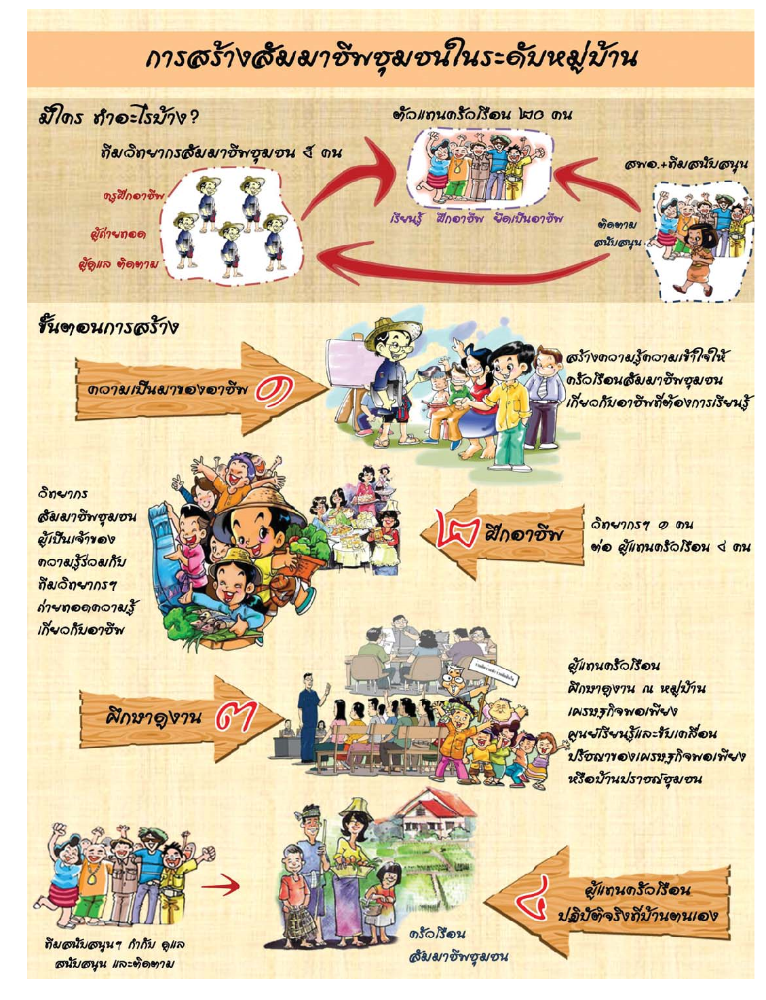 การสร้างสัมมาชีพชุมชนในระดับหมู่บ้าน
มีใคร ทำอะไรบ้าง?
ทีมวิทยากรสัมมาชีพชุมชน ๕ คน
ครูฝึกอาชีพ
ผู้ถ่ายทอด
ผู้ดูแล ติดตาม
ตัวแทนครัวเรือน ๒๐ คน
เรียนรู้ ฝึกอาชีพ ยึดเป็นอาชีพ
สพอ.+ทีมสนับสนุน
ติดตาม
สนับสนุน
ขั้นตอนการสร้าง
ความเป็นมาของอาชีพ ๑
สร้างความรู้ความเข้าใจให้
ครัวเรือนสัมมาชีพชุมชน
เกี่ยวกับอาชีพที่ต้องการเรียนรู้
วิทยากร
สัมมาชีพชุมชน
ผู้เป็นเจ้าของ
ความรู้ร่วมกับ
ทีมวิทยากรฯ
ถ่ายทอดความรู้
เกี่ยวกับอาชีพ
๒ ฝึกอาชีพ
วิทยากรฯ ๑ คน
ต่อ ผู้แทนครัวเรือน ๔ คน
ศึกษาดูงาน ๓
ผู้แทนครัวเรือน
ศึกษาดูงาน ณ หมู่บ้าน
เศรษฐกิจพอเพียง
ศูนย์เรียนรู้และขับเคลื่อน
ปรัชญาของเศรษฐกิจพอเพียง
หรือบ้านปราชญ์ชุมชน
๔ ผู้แทนครัวเรือน
ปฏิบัติจริงที่บ้านตนเอง
ครัวเรือน
สัมมาชีพชุมชน
ทีมสนับสนุนฯ กำกับ ดูแล
สนับสนุน และติดตาม